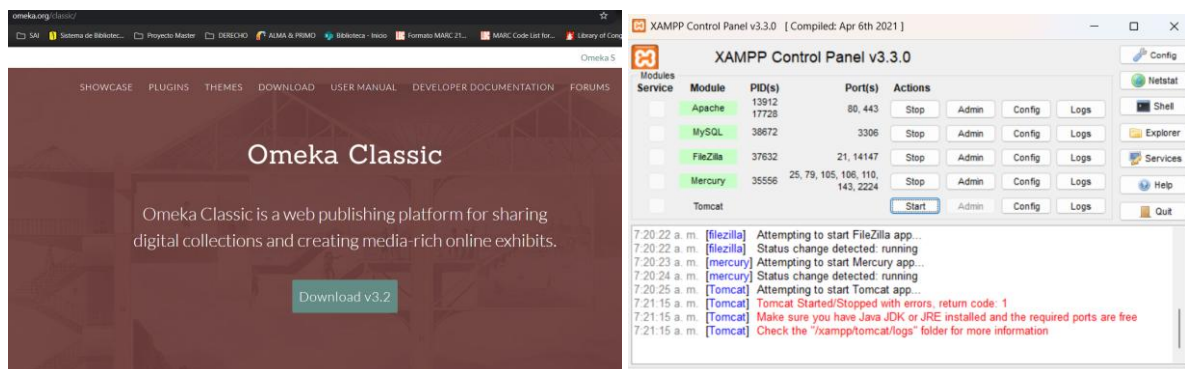 omeka.org/classic/
SAI Sistema de Bibliotec... Proyecto Master DERECHO ALMA & PRIMO Biblioteca - Inicio Formato MARC 21... MARC Code List for... Library of Cong
Omeka S
SHOWCASE PLUGINS THEMES DOWNLOAD USER MANUAL DEVELOPER DOCUMENTATION FORUMS
Omeka Classic
Omeka Classic is a web publishing platform for sharing
digital collections and creating media-rich online exhibits.
Download v3.2
XAMPP Control Panel v3.3.0 [ Compiled: Apr 6th 2021 ]
XAMPP Control Panel v3.3.0
Config
Netstat
Shell
Explorer
Services
Help
Quit
Modules
Service Module PID(s) Port(s) Actions
Apache 13912 17728 80, 443 Stop Admin Config Logs
MySQL 38672 3306 Stop Admin Config Logs
FileZilla 37632 21, 14147 Stop Admin Config Logs
Mercury 35556 25, 79, 105, 106, 110, 143, 2224 Stop Admin Config Logs
Tomcat Start Admin Config Logs
7:20:22 a. m. [filezilla] Attempting to start FileZilla app...
7:20:22 a. m. [filezilla] Status change detected: running
7:20:23 a. m. [mercury] Attempting to start Mercury app...
7:20:24 a. m. [mercury] Status change detected: running
7:20:25 a. m. [Tomcat] Attempting to start Tomcat app...
7:21:15 a. m. [Tomcat] Tomcat Started/Stopped with errors, return code: 1
7:21:15 a. m. [Tomcat] Make sure you have Java JDK or JRE installed and the required ports are free
7:21:15 a. m. [Tomcat] Check the "/xampp/tomcat/logs" folder for more information